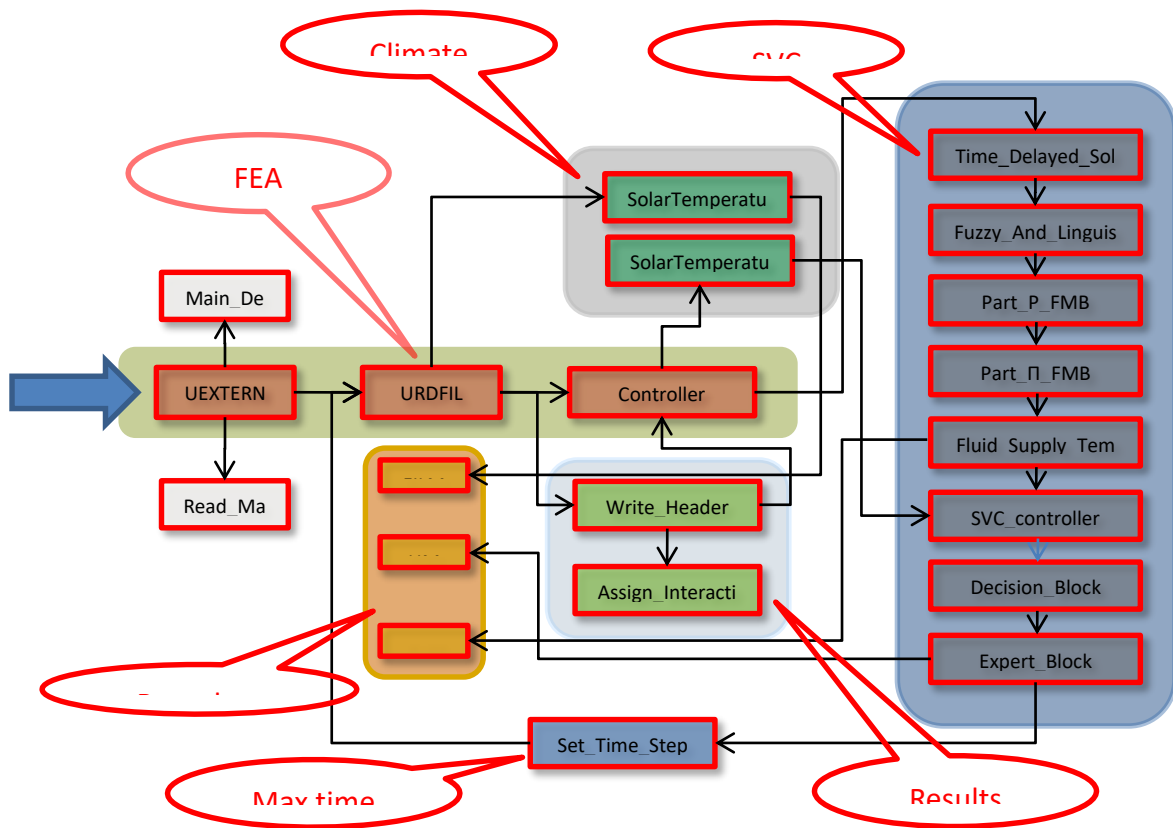 Climate
SVC
Time_Delayed_Sol
FEA
SolarTemperatu
Fuzzy_And_Linguis
SolarTemperatu
Main_De
Part_P_FMB
UEXTERN
URDFIL
Controller
Part_Π_FMB
Fluid_Supply_Tem
Read_Ma
Write_Header
SVC_controller
Assign_Interacti
Decision_Block
Expert_Block
Set_Time_Step
Max time
Results